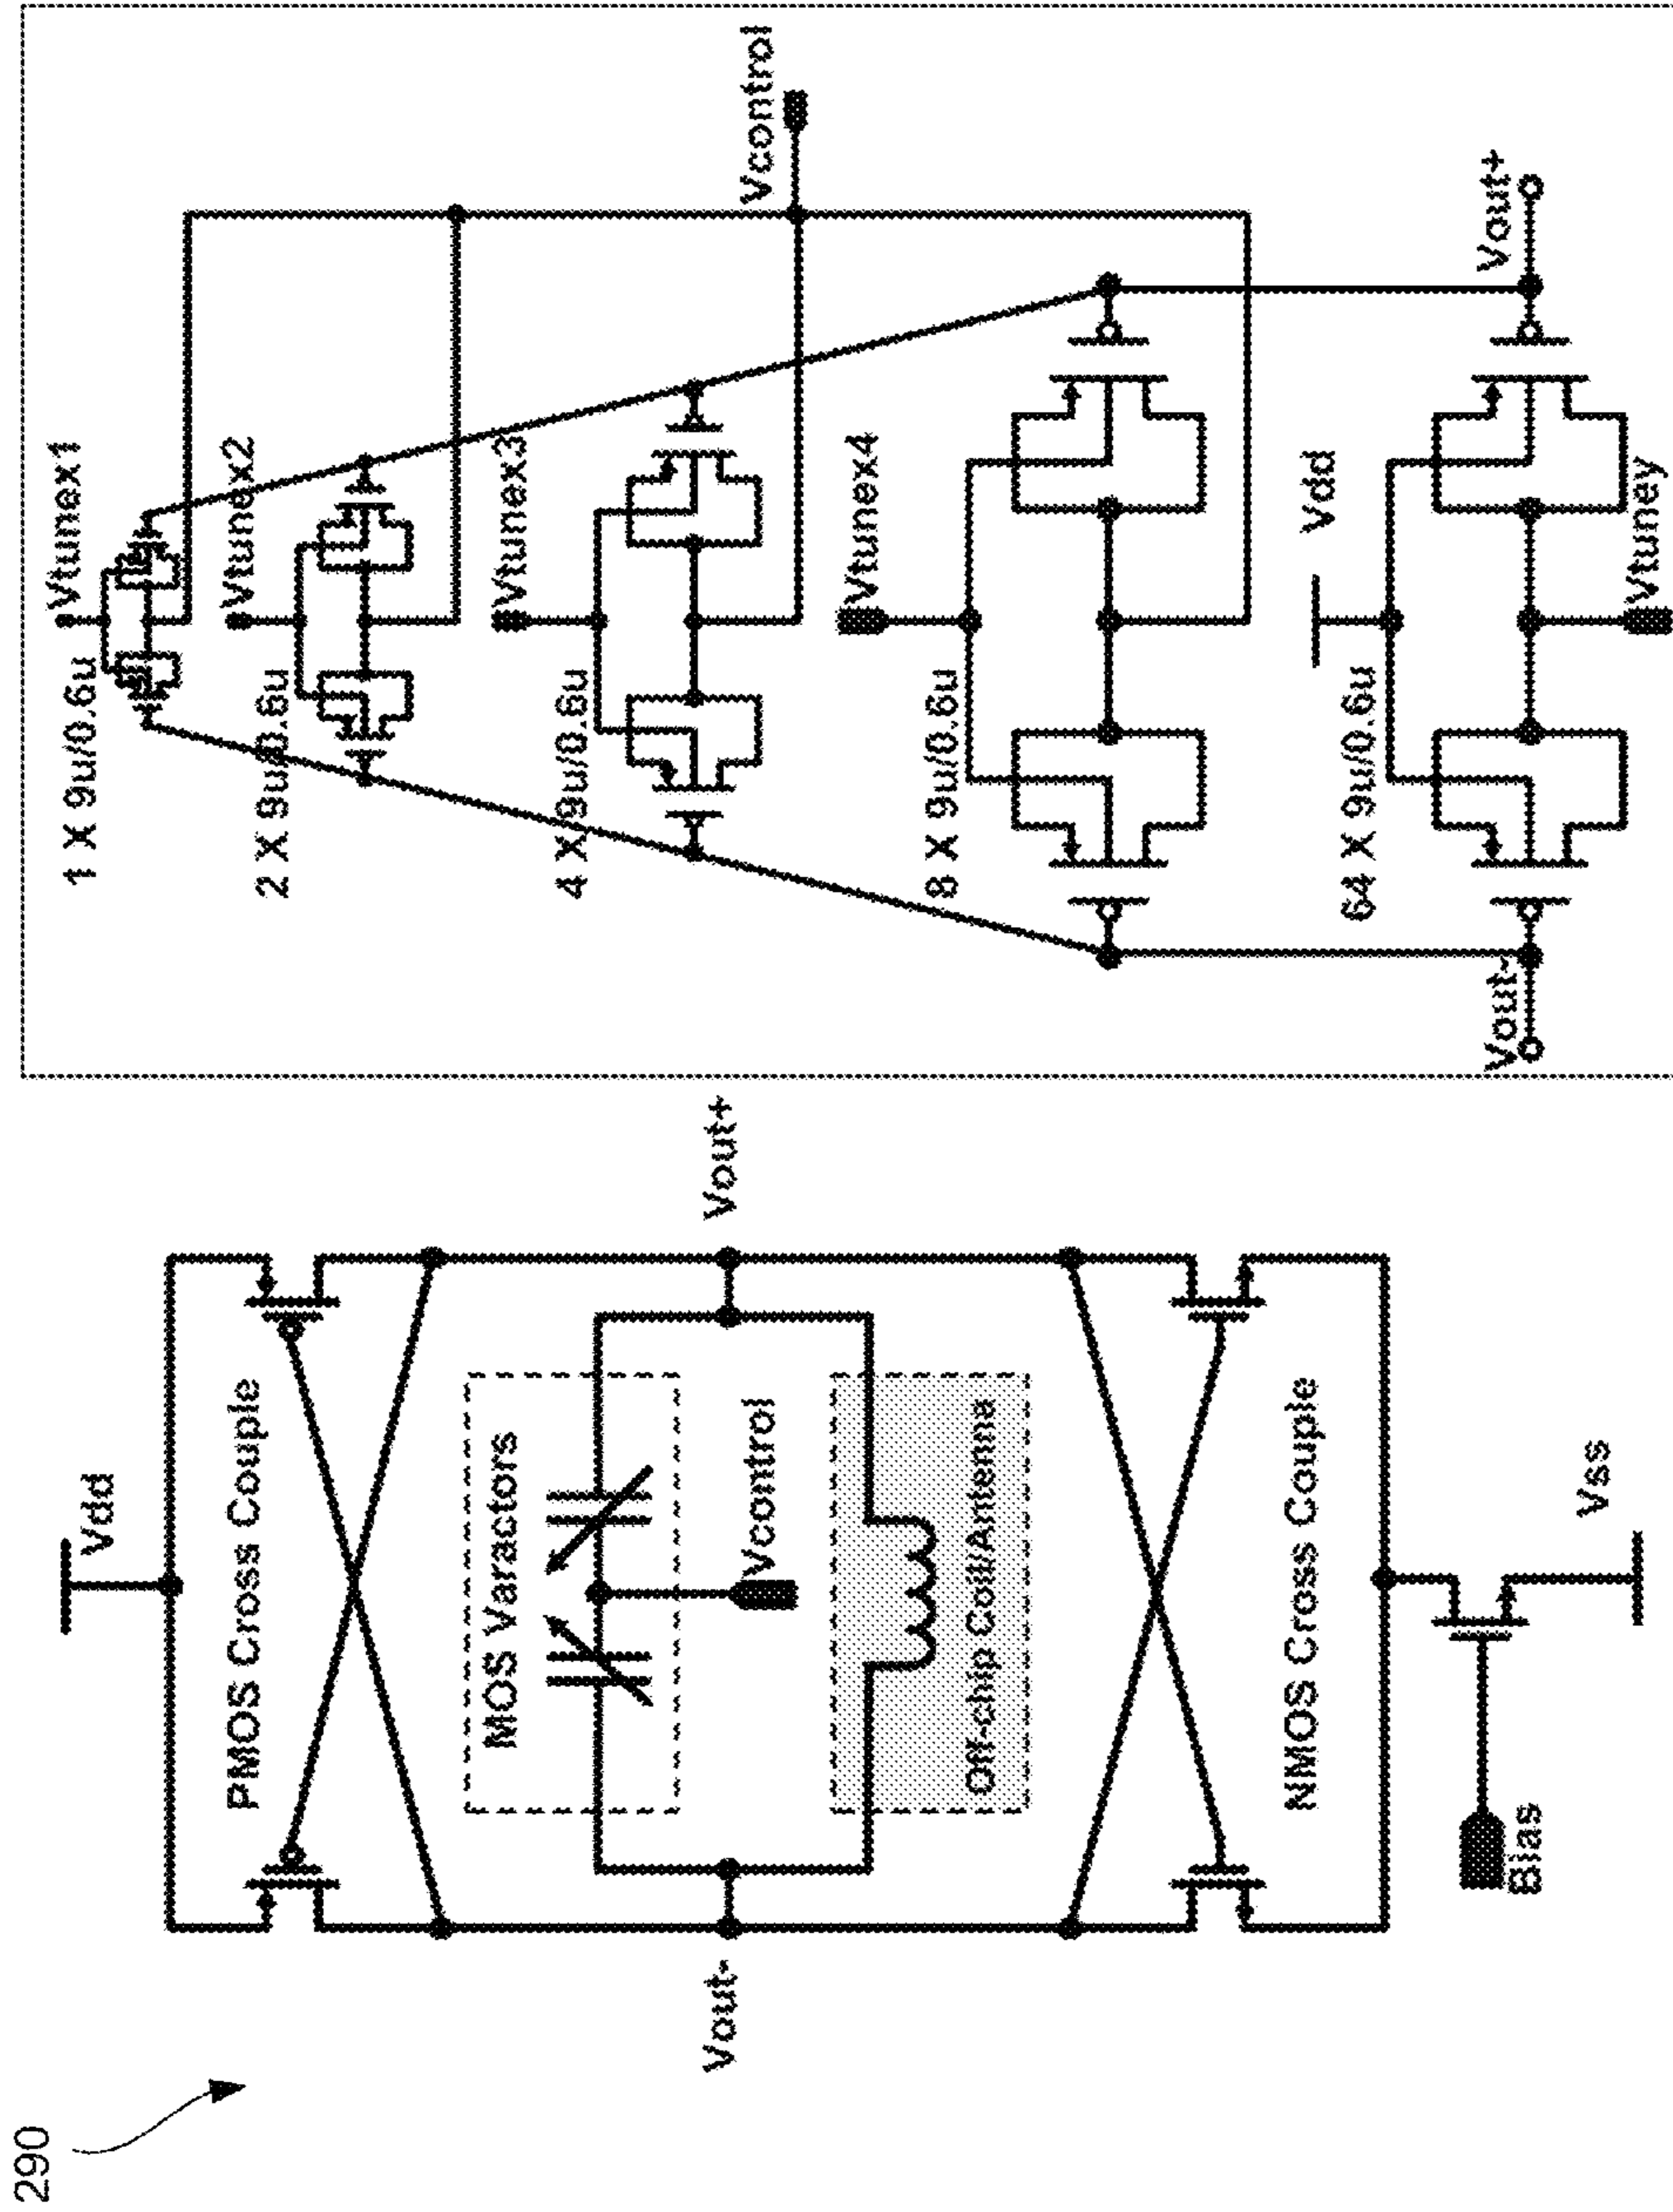 290
Vdd
PMOS Cross Couple
MOS Varactors
Vcontrol
Vout-
Vout+
Off-chip Coil/Antenna
NMOS Cross Couple
Bias
Vss
1 X 9u/0.6u
Vtunex1
2 X 9u/0.6u
Vtunex2
4 X 9u/0.6u
Vtunex3
Vcontrol
8 X 9u/0.6u
Vtunex4
64 X 9u/0.6u
Vdd
Vout-
Vout+
Vtuney